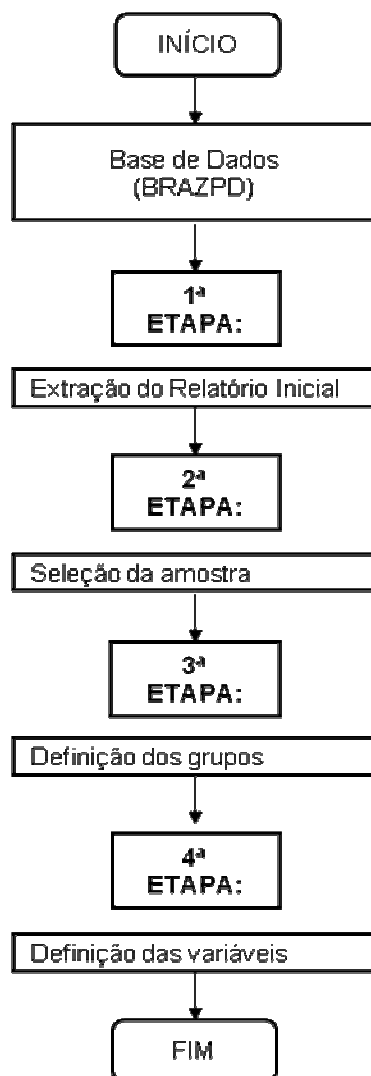 INÍCIO
Base de Dados
(BRAZPD)
1ª
ETAPA:
Extração do Relatório Inicial
2ª
ETAPA:
Seleção da amostra
3ª
ETAPA:
Definição dos grupos
4ª
ETAPA:
Definição das variáveis
FIM